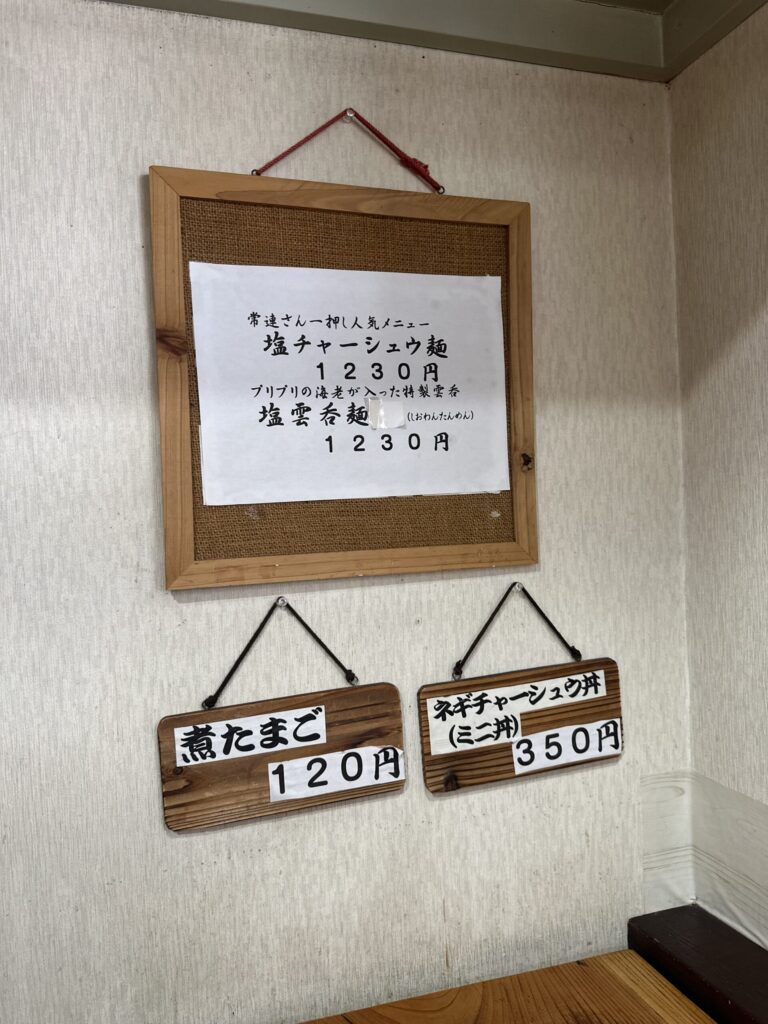 常連さん一押し人気メニュー
塩チャーシュウ麺
1230円
プリプリの海老が入った特製雲呑
塩雲呑麺 (しおわんたんめん)
1230円
煮たまご
120円
ネギチャーシュウ丼
(ミニ丼)
350円